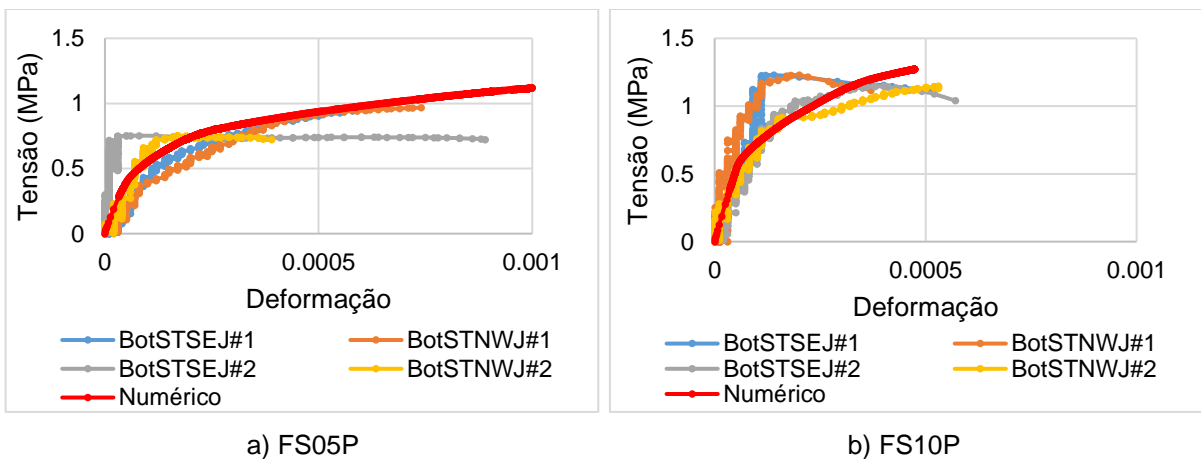 Tensão (MPa)
1.5
1
0.5
0
0
0.0005
0.001
Deformação
BotSTSEJ#1
BotSTNWJ#1
BotSTSEJ#2
BotSTNWJ#2
Numérico
a) FS05P
Tensão (MPa)
1.5
1
0.5
0
0
0.0005
0.001
Deformação
BotSTSEJ#1
BotSTNWJ#1
BotSTSEJ#2
BotSTNWJ#2
Numérico
b) FS10P